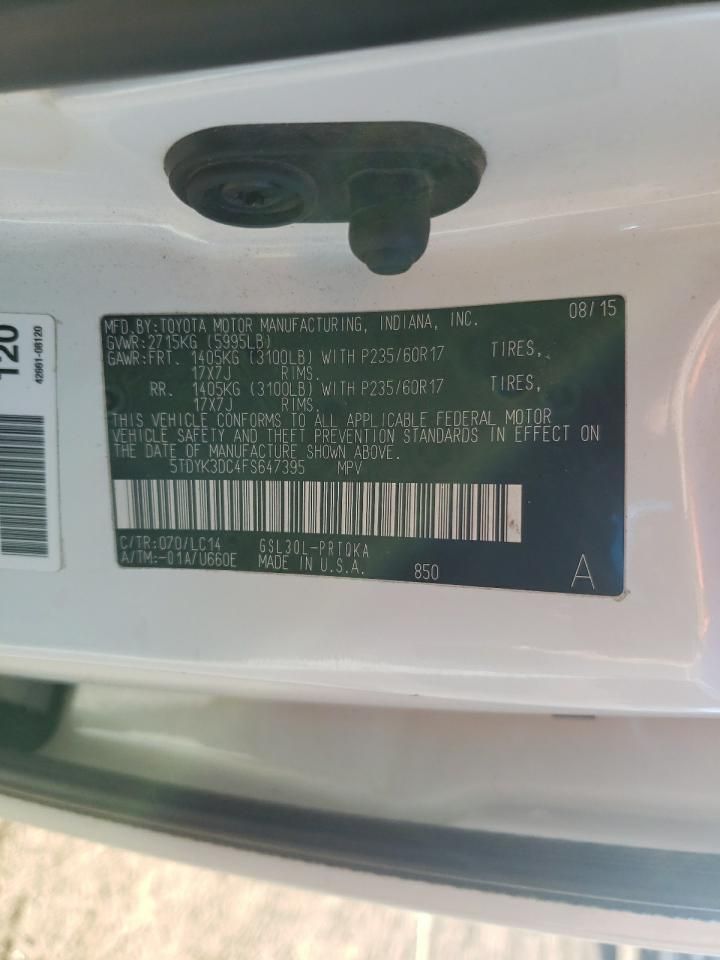 MFD.BY:TOYOTA MOTOR MANUFACTURING, INDIANA, INC. 08/15
GVWR:2715KG (5995LB)
GAWR:FRT. 1405KG (3100LB) WITH P235/60R17 TIRES,
17X7J RIMS.
RR. 1405KG (3100LB) WITH P235/60R17 TIRES,
17X7J RIMS.
THIS VEHICLE CONFORMS TO ALL APPLICABLE FEDERAL MOTOR
VEHICLE SAFETY AND THEFT PREVENTION STANDARDS IN EFFECT ON
THE DATE OF MANUFACTURE SHOWN ABOVE.
5TDYK3DC4FS647395 MPV
C/TR:070/LC14 GSL30L-PRTQKA
A/TM:-01A/U660E MADE IN U.S.A. 850 A
120
42661-08120